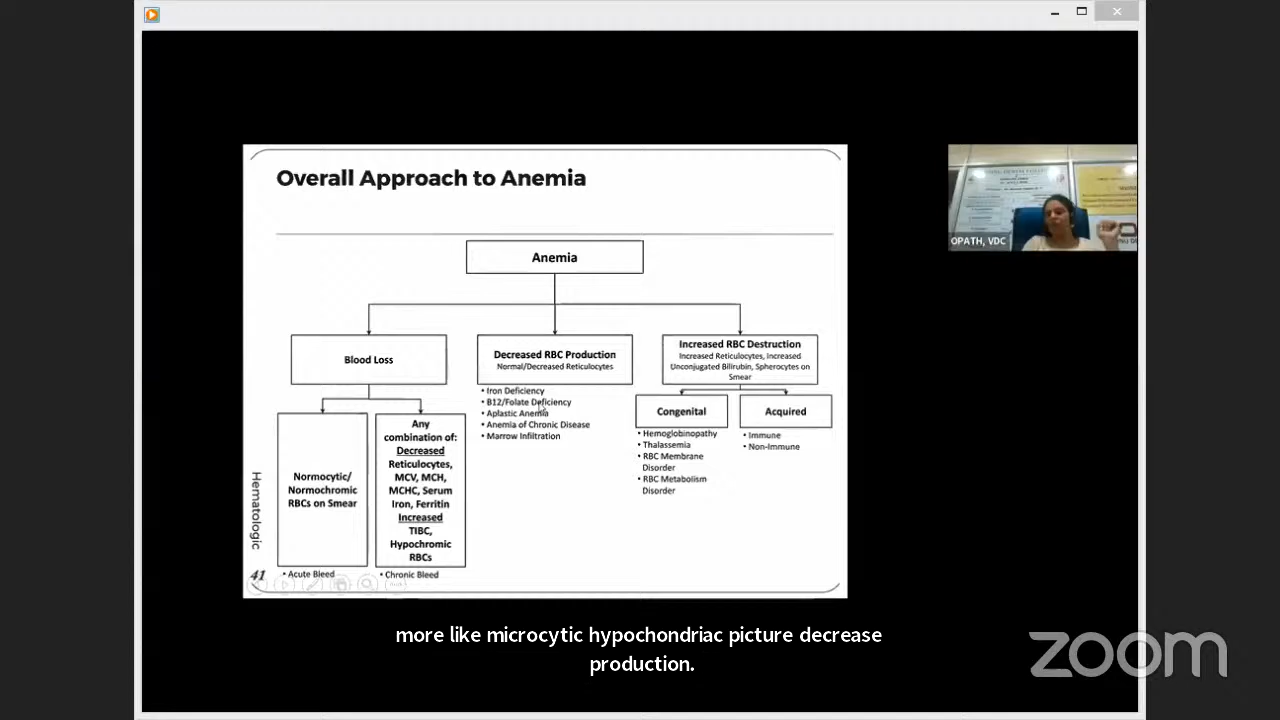 Overall Approach to Anemia
Anemia
Blood Loss
Decreased RBC Production
Normal/Decreased Reticulocytes
Increased RBC Destruction
Increased Reticulocytes, Increased
Unconjugated Bilirubin, Spherocytes on
Smear
Normocytic/
Normochromic
RBCs on Smear
• Acute Bleed
Any
combination of:
Decreased
Reticulocytes,
MCV, MCH,
MCHC, Serum
Iron, Ferritin
Increased
TIBC,
Hypochromic
RBCs
• Chronic Bleed
• Iron Deficiency
• B12/Folate Deficiency
• Aplastic Anemia
• Anemia of Chronic Disease
• Marrow Infiltration
Congenital
• Hemoglobinopathy
• Thalassemia
• RBC Membrane
Disorder
• RBC Metabolism
Disorder
Acquired
• Immune
• Non-Immune
Hematologic
41
OPATH, VDC
more like microcytic hypochondriac picture decrease
production.
zoom